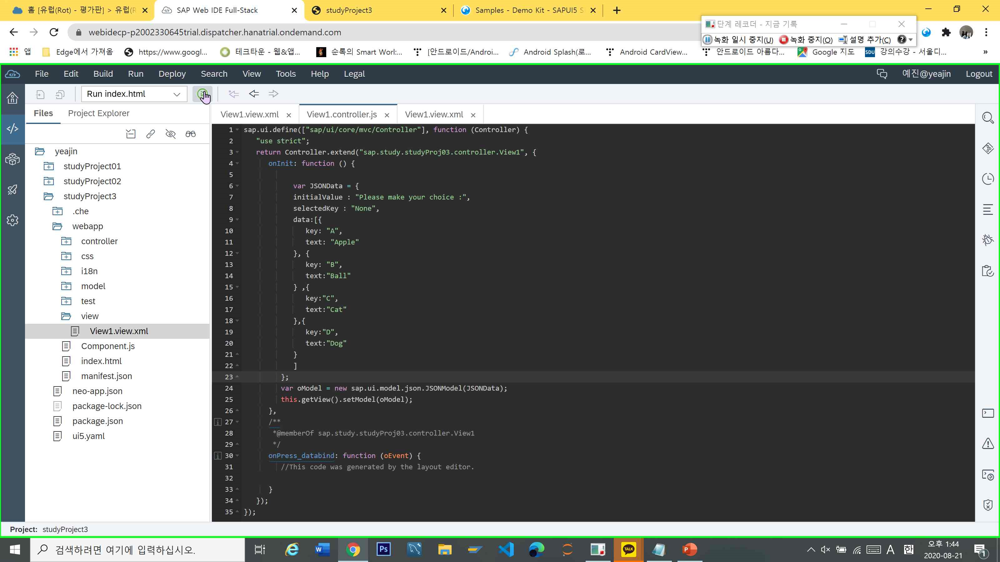 홈 [유럽(Rot) - 평가판] > 유럽(R
SAP Web IDE Full-Stack
studyProject3
Samples - Demo Kit - SAPUI5 S
단계 레코더 - 지금 기록
webidecp-p2002330645trial.dispatcher.hanatrial.ondemand.com
녹화 일시 중지(U) 녹화 중지(O) 설명 추가(C)
앱 Edge에서 가져옴 https://www.googl... 테크타운 - 웹&앱... 순록의 Smart Worl:... [안드로이드/Androi... Android Splash(로... Android CardView... 안드로이드 아름다... Google 지도 SDU 강의수강 - 서울디... »
File Edit Build Run Deploy Search View Tools Help Legal 예진@yeajin Logout
Run index.html
Files Project Explorer
View1.view.xml View1.controller.js View1.view.xml
yeajin
studyProject01
studyProject02
studyProject3
.che
webapp
controller
css
i18n
model
test
view
View1.view.xml
Component.js
index.html
manifest.json
neo-app.json
package-lock.json
package.json
ui5.yaml
1 sap.ui.define(["sap/ui/core/mvc/Controller"], function (Controller) {
2 "use strict";
3 return Controller.extend("sap.study.studyProj03.controller.View1", {
4 onInit: function () {
5
6 var JSONData = {
7 initialValue : "Please make your choice :",
8 selectedKey : "None",
9 data:[{
10 key: "A",
11 text: "Apple"
12 }, {
13 key: "B",
14 text:"Ball"
15 } ,{
16 key:"C",
17 text:"Cat"
18 },{
19 key:"D",
20 text:"Dog"
21 }
22 ]
23 };
24 var oModel = new sap.ui.model.json.JSONModel(JSONData);
25 this.getView().setModel(oModel);
26 },
27 /**
28 *@memberOf sap.study.studyProj03.controller.View1
29 */
30 onPress_databind: function (oEvent) {
31 //This code was generated by the layout editor.
32
33 }
34 });
35 });
Project: studyProject3
검색하려면 여기에 입력하십시오.
W Ps TALK P A 한
오후 1:44
2020-08-21
1